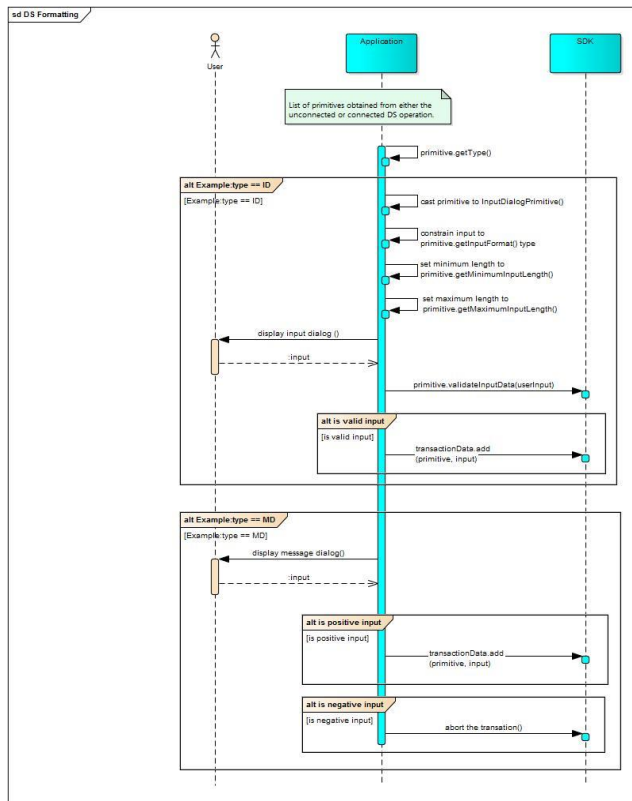 sd DS Formatting
User
Application
SDK
List of primitives obtained from either the
unconnected or connected DS operation.
primitive.getType()
alt Example:type == ID
[Example:type == ID]
cast primitive to InputDialogPrimitive()
constrain input to
primitive.getInputFormat() type
set minimum length to
primitive.getMinimumInputLength()
set maximum length to
primitive.getMaximumInputLength()
display input dialog ()
:input
primitive.validateInputData(userInput)
alt is valid input
[is valid input]
transactionData.add
(primitive, input)
alt Example:type == MD
[Example:type == MD]
display message dialog()
:input
alt is positive input
[is positive input]
transactionData.add
(primitive, input)
alt is negative input
[is negative input]
abort the transation()